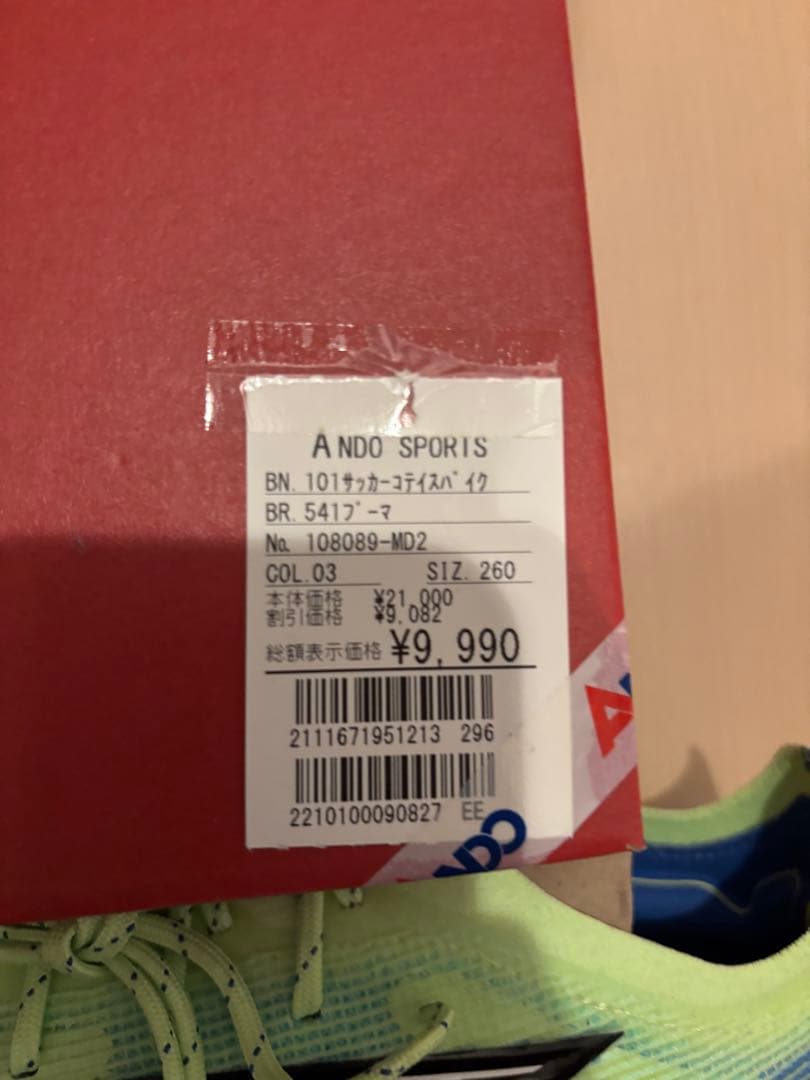 ANDO SPORTS
BN. 101サッカーコテイスパイク
BR. 541プーマ
No. 108089-MD2
COL.03 SIZ. 260
本体価格 ¥21,000
割引価格 ¥9,082
総額表示価格 ¥9,990
2111671951213 296
2210100090827 EE
NDO
A